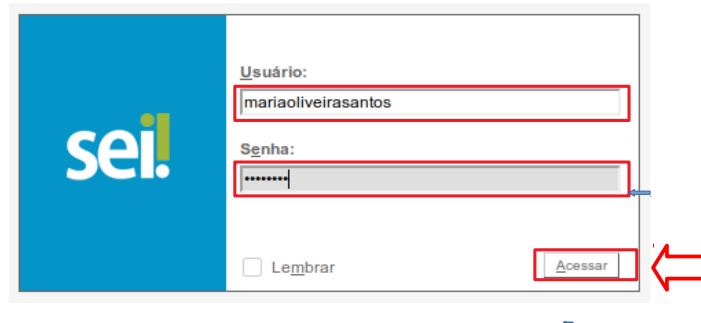 sei!
Usuário:
mariaoliveirasantos
Senha:
••••••••
Lembrar
Acessar